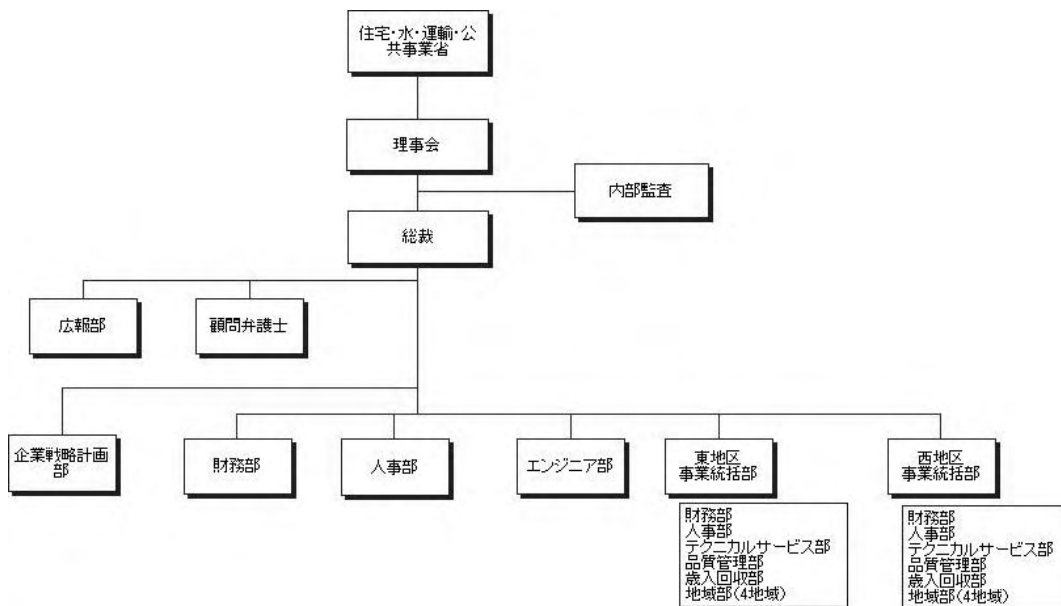 住宅・水・運輸・公
共事業省
理事会
内部監査
総裁
広報部
顧問弁護士
企業戦略計画
部
財務部
人事部
エンジニア部
東地区
事業統括部
西地区
事業統括部
財務部
人事部
テクニカルサービス部
品質管理部
歳入回収部
地域部(4地域)
財務部
人事部
テクニカルサービス部
品質管理部
歳入回収部
地域部(4地域)